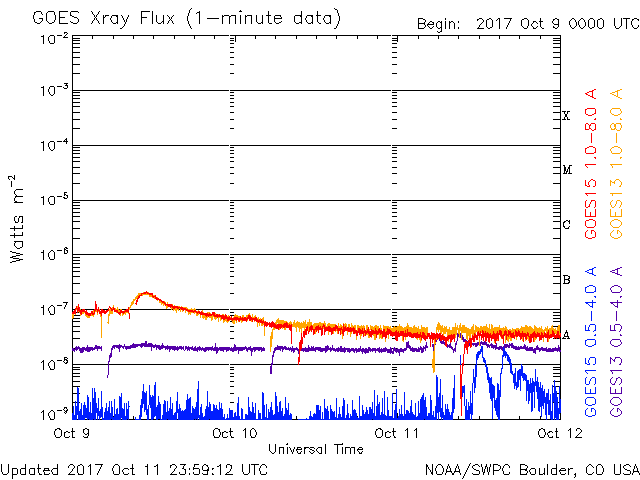 GOES Xray Flux (1-minute data)
Begin: 2017 Oct 9 0000 UTC
10-2
10-3
10-4
10-5
10-6
10-7
10-8
10-9
Watts m-2
X
M
C
B
A
GOES15 1.0-8.0 A
GOES13 1.0-8.0 A
GOES15 0.5-4.0 A
GOES13 0.5-4.0 A
Oct 9
Oct 10
Oct 11
Oct 12
Universal Time
Updated 2017 Oct 11 23:59:12 UTC
NOAA/SWPC Boulder, CO USA